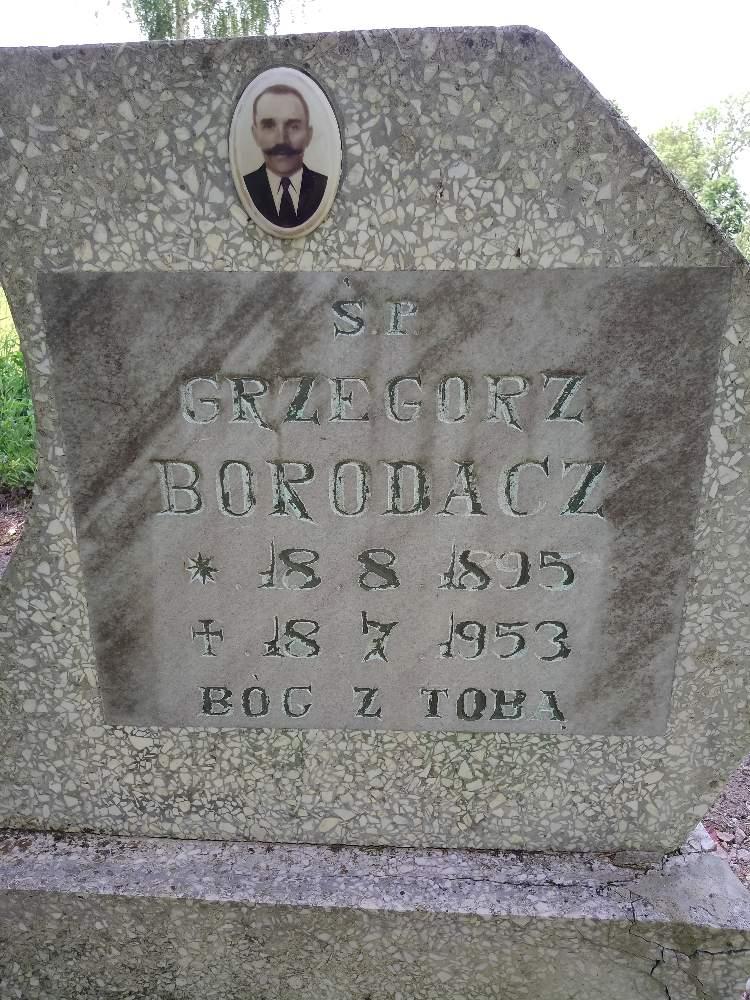 Ś.P
GRZEGORZ
BORODACZ
* 18 8 1895
+ 18.7.1953
BÓG Z TOBĄ